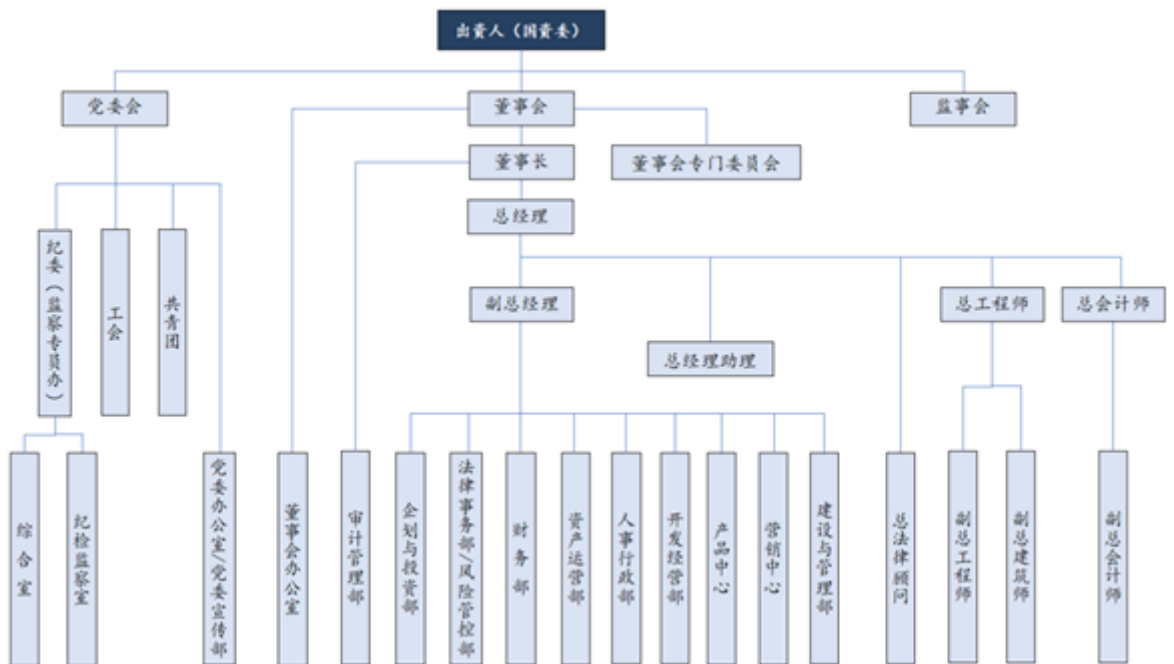 出资人（国资委）
党委会
董事会
监事会
董事长
董事会专门委员会
总经理
纪委（监察专员办）
工会
共青团
副总经理
总工程师
总会计师
总经理助理
综合室
纪检监察室
党委办公室/党委宣传部
董事会办公室
审计管理部
企划与投资部
法律事务部/风险管控部
财务部
资产运营部
人事行政部
开发经营部
产品中心
营销中心
建设与管理部
总法律顾问
副总工程师
副总建筑师
副总会计师